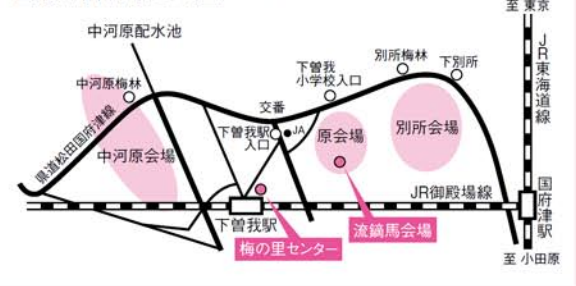 至 東京
中河原配水池
JR東海道線
別所梅林
下別所
下曽我
小学校入口
中河原梅林
交番
県道松田国府津線
下曽我駅
入口
JA
原会場
別所会場
中河原会場
JR御殿場線
国府津駅
下曽我駅
流鏑馬会場
梅の里センター
至 小田原